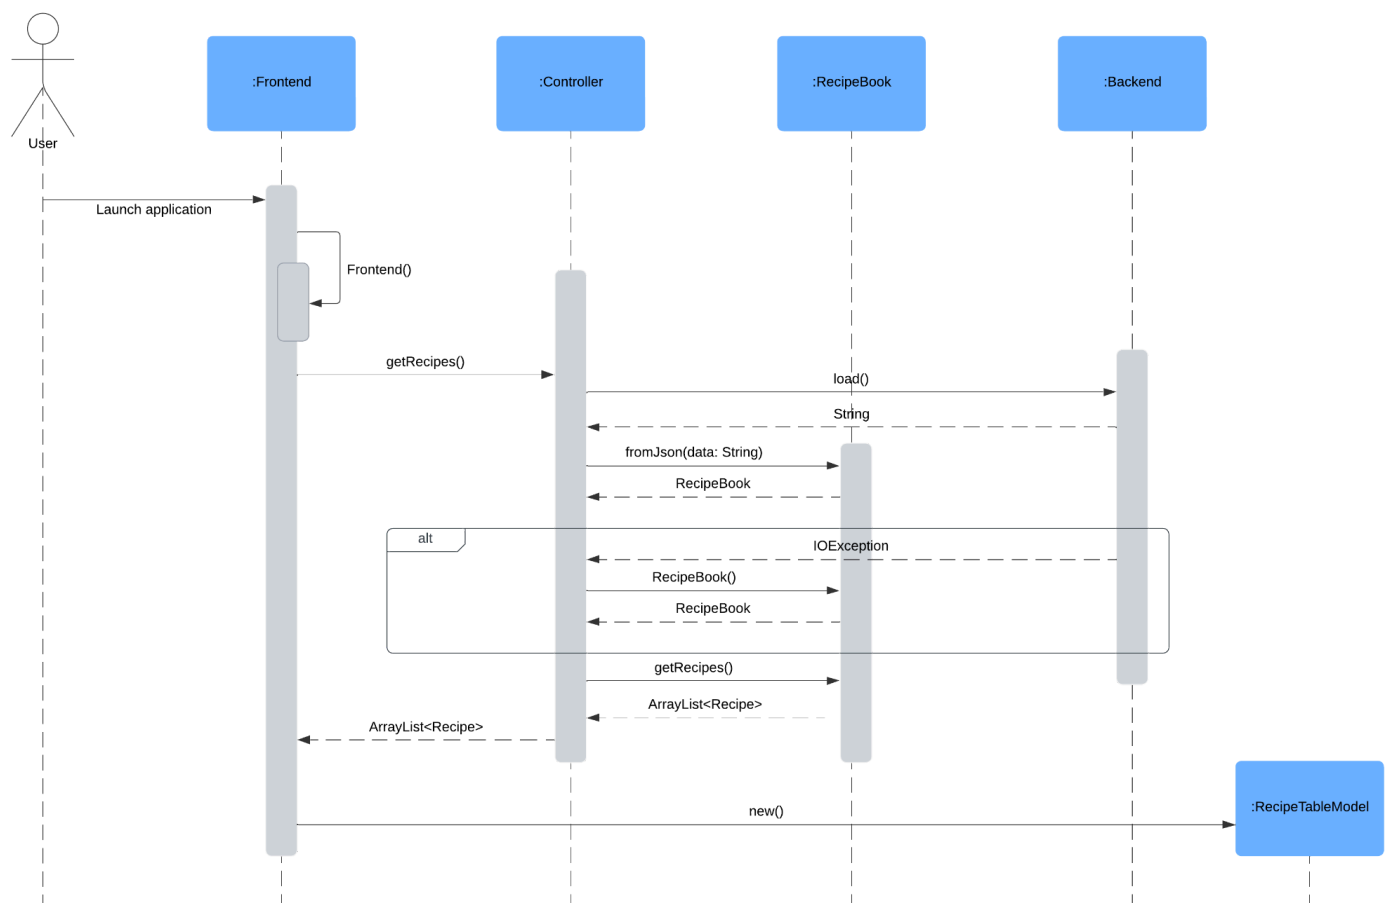 :Frontend
:Controller
:RecipeBook
:Backend
User
Launch application
Frontend()
getRecipes()
load()
String
fromJson(data: String)
RecipeBook
alt
IOException
RecipeBook()
RecipeBook
getRecipes()
ArrayList<Recipe>
ArrayList<Recipe>
:RecipeTableModel
new()